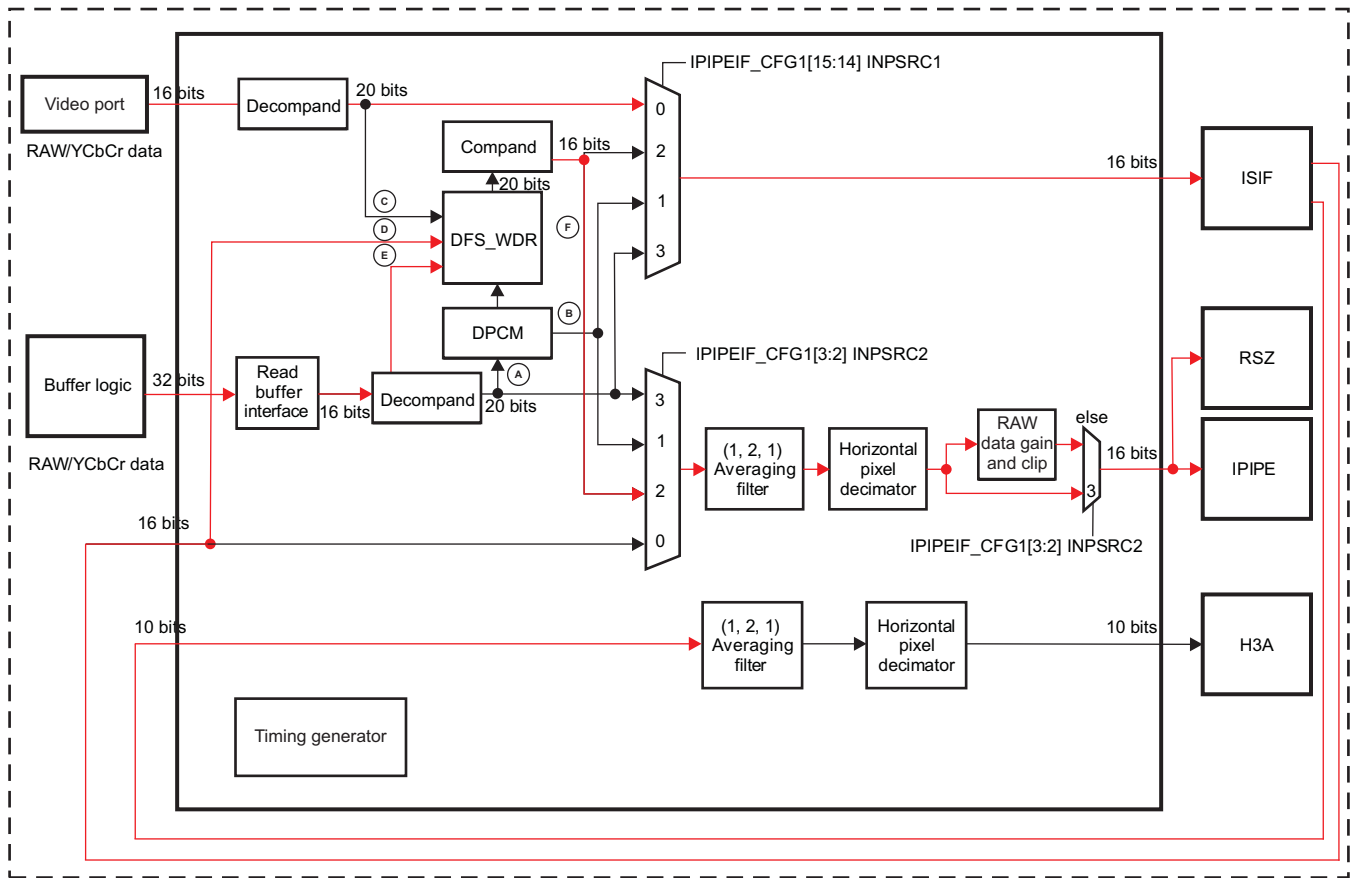 IPIPEIF_CFG1[15:14] INPSRC1
Video port
16 bits
Decompand
20 bits
0
RAW/YCbCr data
Compand
16 bits
2
16 bits
ISIF
20 bits
C
D
E
DFS_WDR
F
1
3
DPCM
B
A
IPIPEIF_CFG1[3:2] INPSRC2
Buffer logic
32 bits
Read
buffer
interface
16 bits
Decompand
20 bits
3
RSZ
RAW/YCbCr data
1
2
0
(1, 2, 1)
Averaging
filter
Horizontal
pixel
decimator
RAW
data gain
and clip
else
3
16 bits
IPIPE
IPIPEIF_CFG1[3:2] INPSRC2
16 bits
10 bits
(1, 2, 1)
Averaging
filter
Horizontal
pixel
decimator
10 bits
H3A
Timing generator